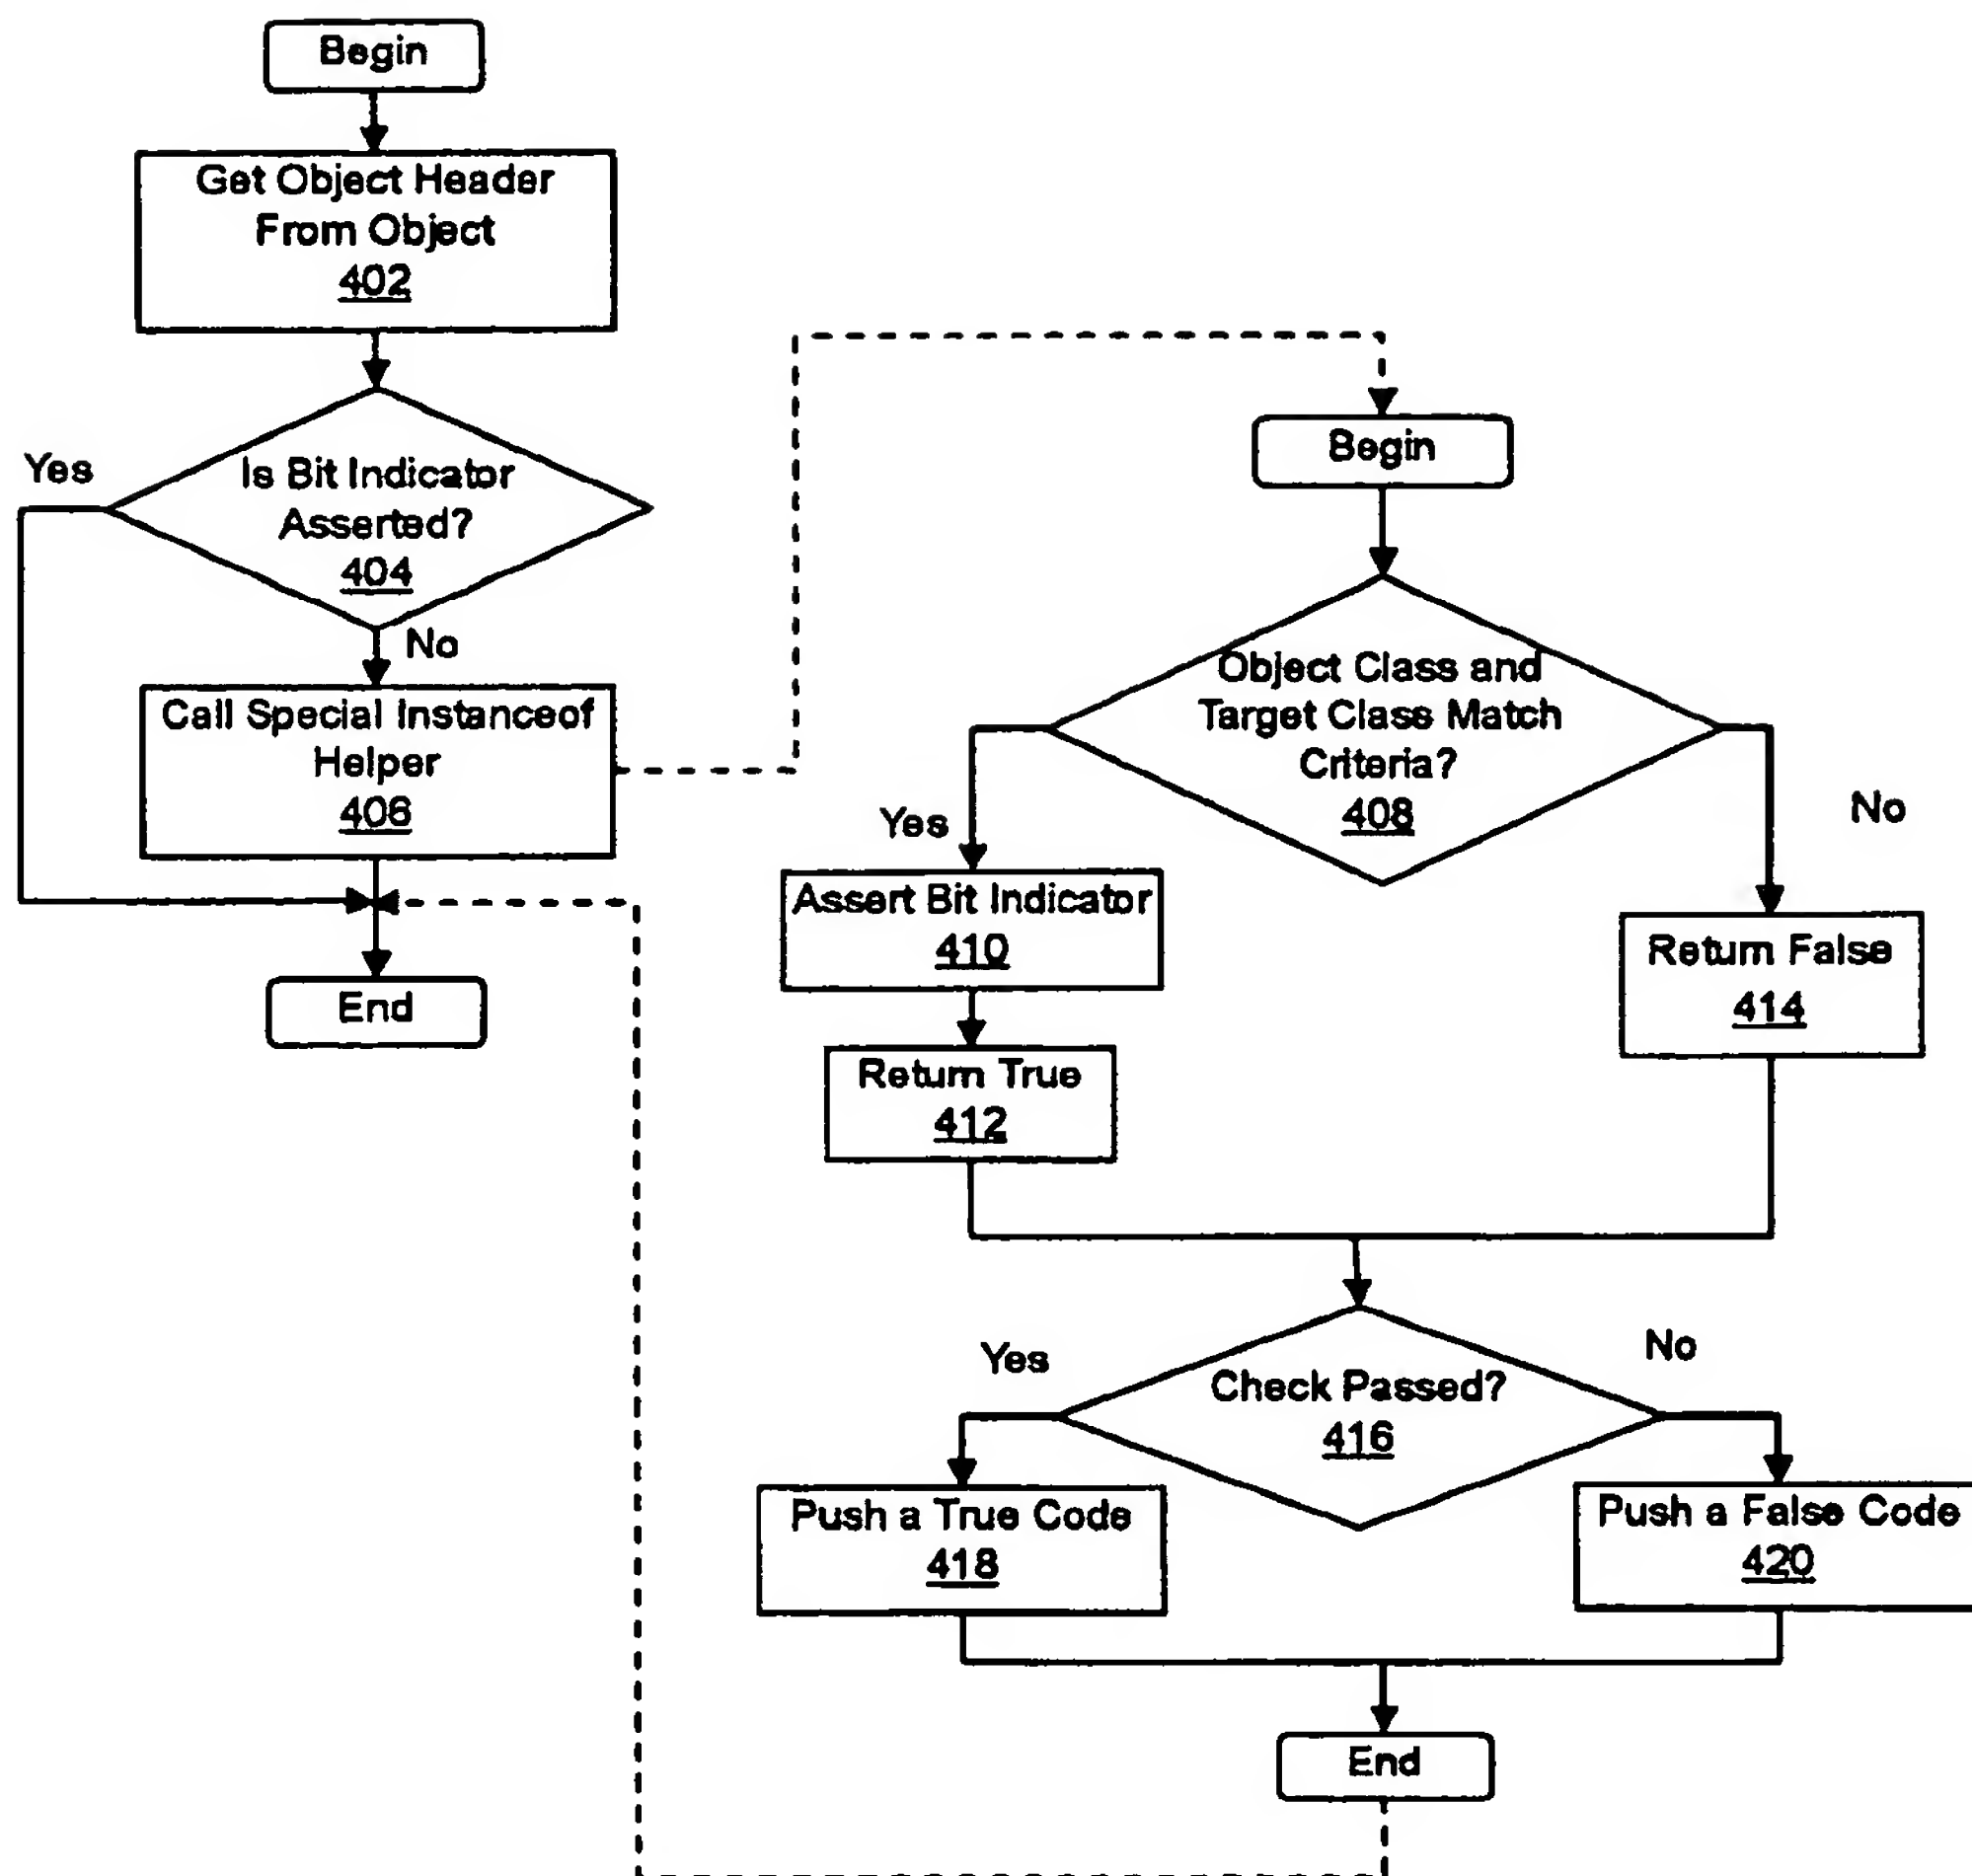 Begin
Get Object Header
From Object
402
Yes
Is Bit Indicator
Asserted?
404
No
Call Special Instanceof
Helper
406
End
Begin
Object Class and
Target Class Match
Criteria?
408
Yes
No
Assert Bit Indicator
410
Return True
412
Return False
414
Yes
No
Check Passed?
416
Push a True Code
418
Push a False Code
420
End